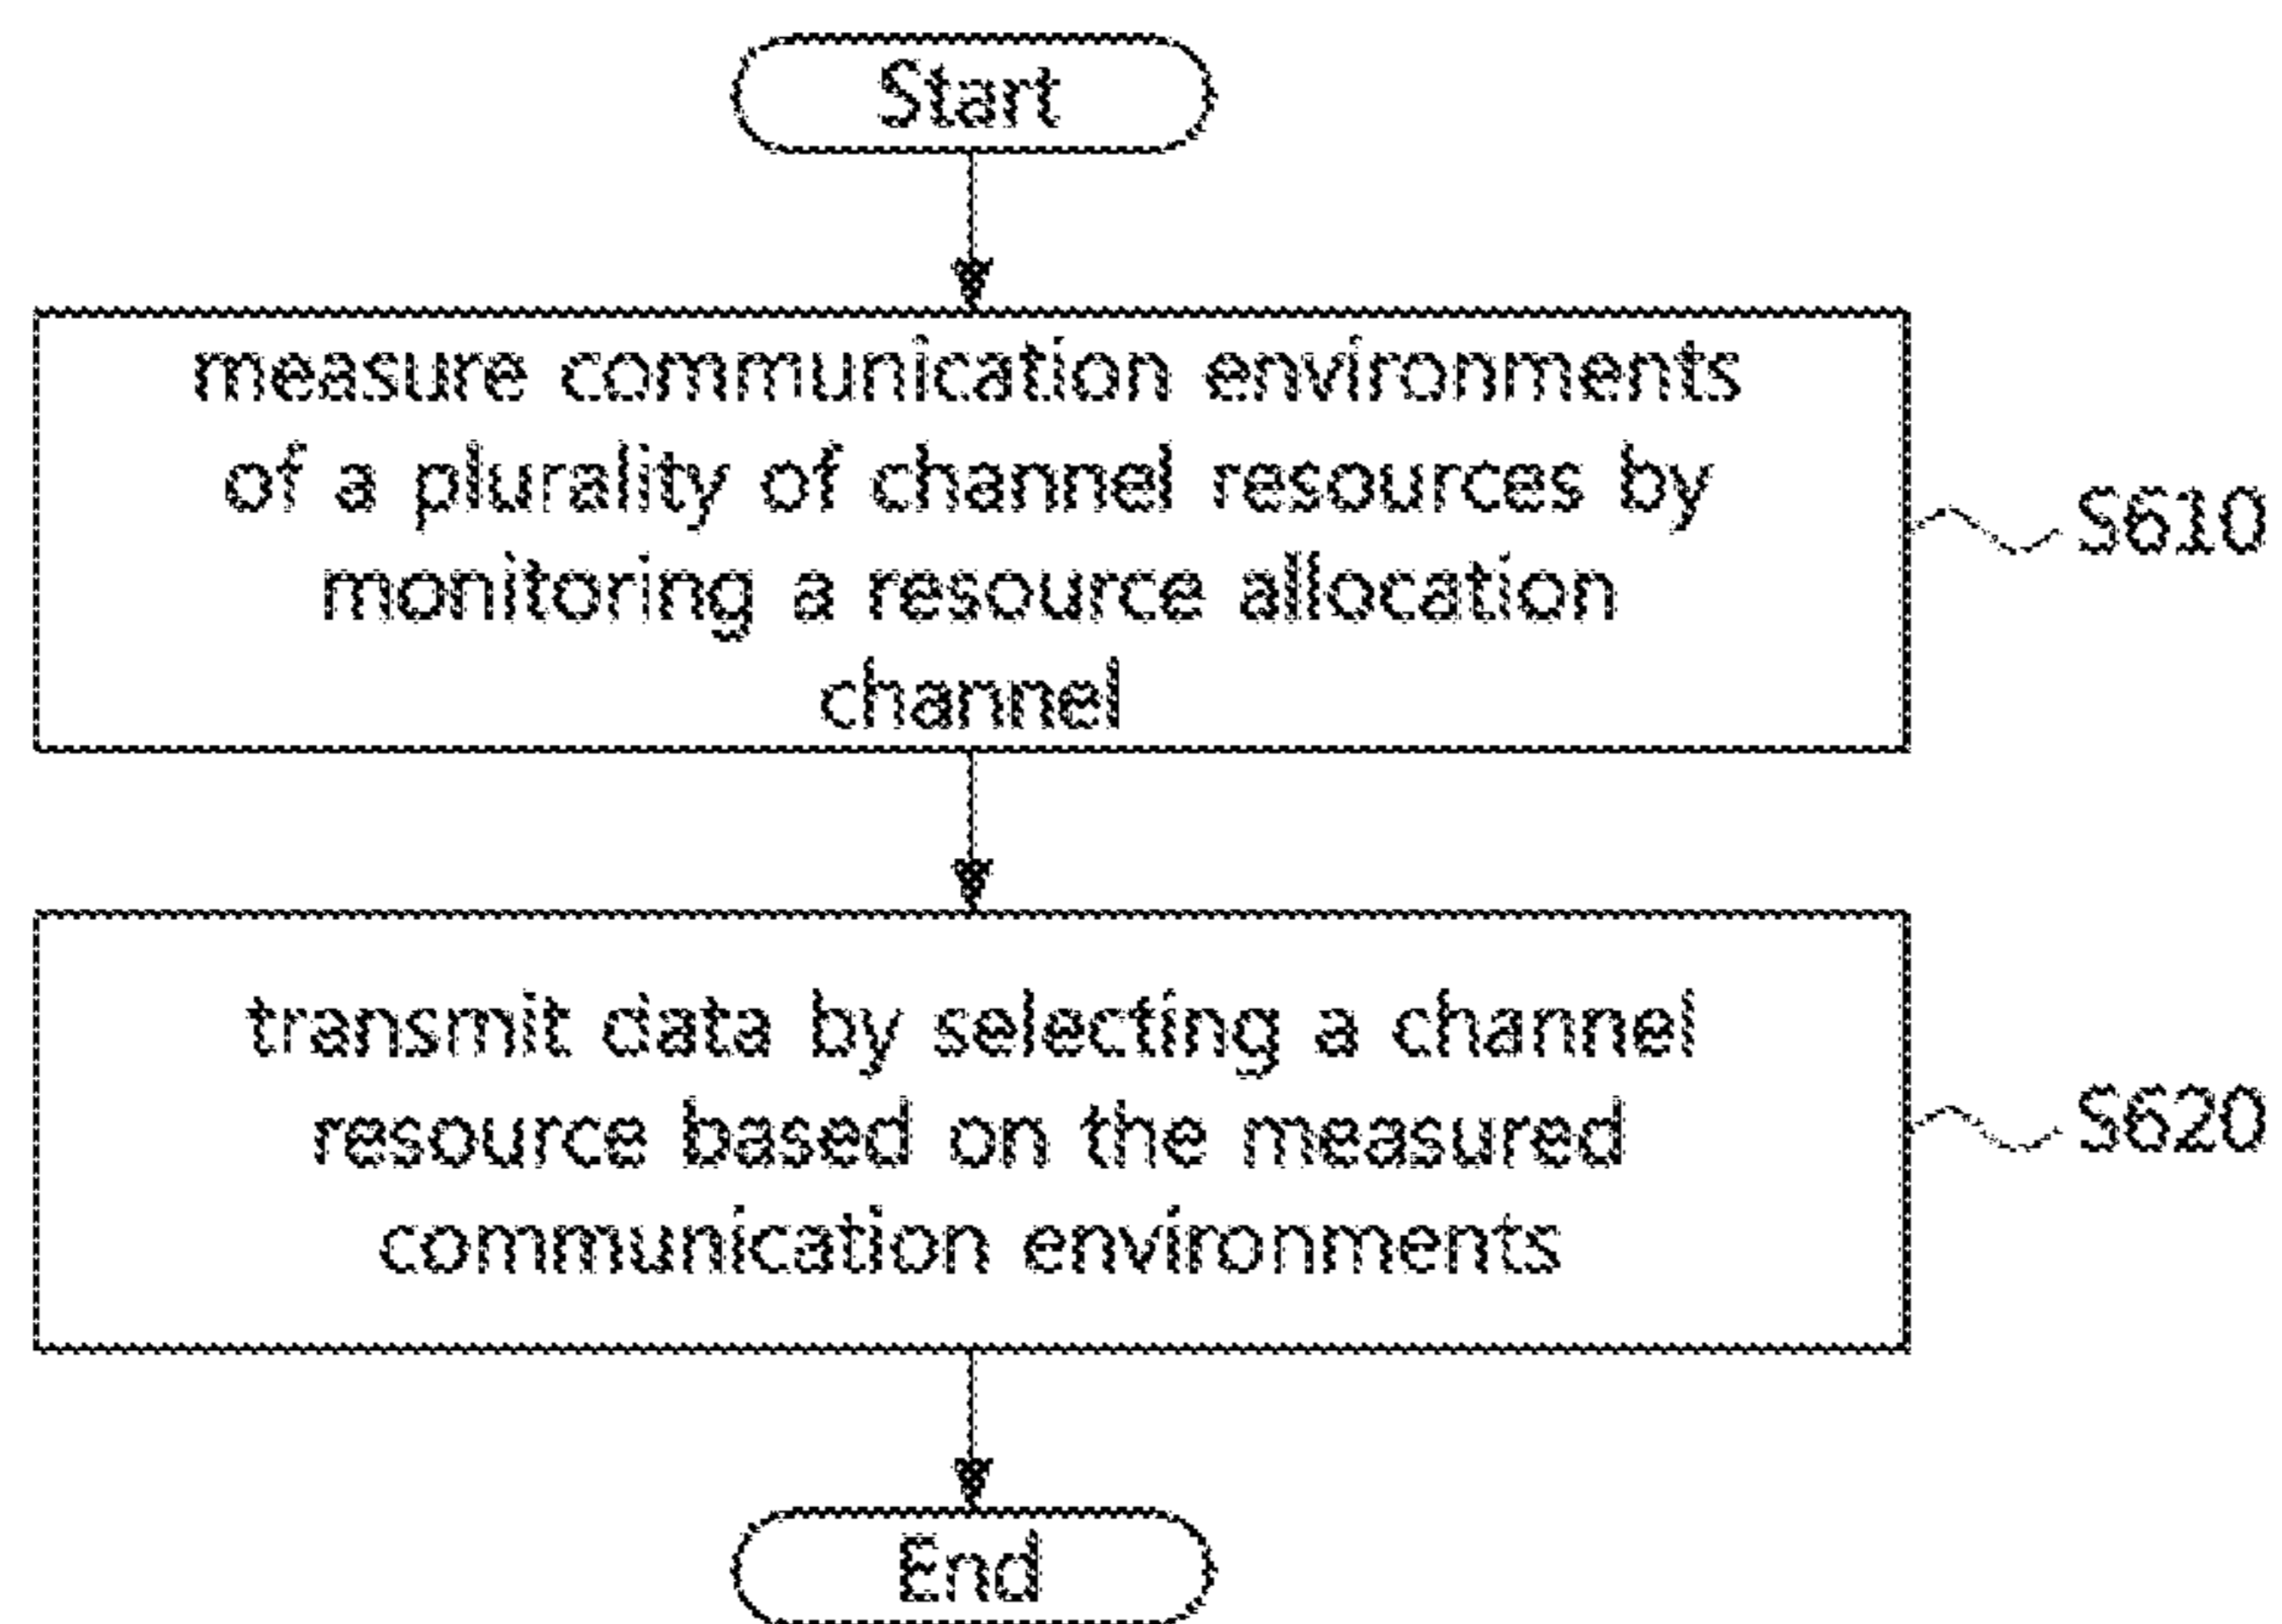 Start
measure communication environments
of a plurality of channel resources by
monitoring a resource allocation
channel
S610
transmit data by selecting a channel
resource based on the measured
communication environments
S620
End